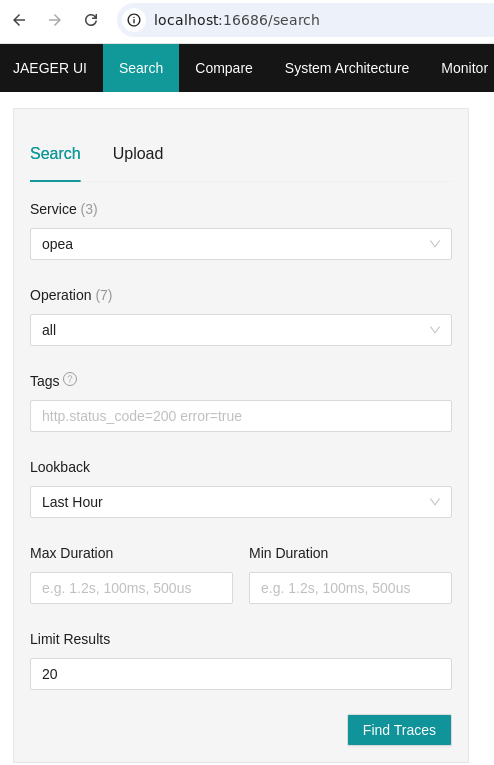 localhost:16686/search
JAEGER UI Search Compare System Architecture Monitor
Search Upload
Service (3)
opea
Operation (7)
all
Tags ?
http.status_code=200 error=true
Lookback
Last Hour
Max Duration Min Duration
e.g. 1.2s, 100ms, 500us e.g. 1.2s, 100ms, 500us
Limit Results
20
Find Traces